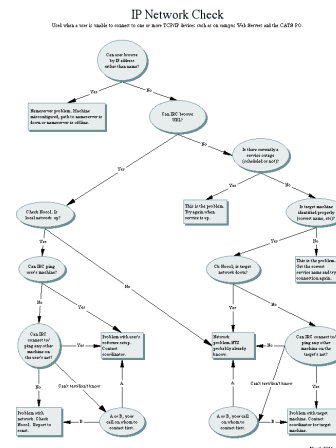 IP Network Check
Used when a user is unable to connect to one or more TCP/IP devices such as on campus Web Servers and the CATS PO.
Can user browse
by IP address
rather than name?
Yes
No
Nameserver problem. Machine
misconfigured, path to nameserver is
down or nameserver is offline.
Can IRC browse
URL?
Yes
No
Is there currently a
service outage
(scheduled or not)?
Yes
No
This is the problem.
Try again when
service is up.
Is target machine
identified properly
(correct name, etc)?
Check Nocol, Is
local network up?
Yes
No
Yes
No
This is the problem.
Get the correct
service name and try
connection again.
Can IRC ping
user's machine?
Ck Nocol, is target
network down?
No
Yes
Yes
No
Can IRC
connect to/
ping any other
machine on
the user's net?
Yes
Problem with user's
software setup.
Contact
coordinator.
Network
problem. NTS
probably already
knows.
No
Can IRC
connect to/
ping any other
machine on the
target's net?
No
Can't test/don't know
A
A
Can't test/don't know
Yes
Problem with
network. Check
Nocol. Report to
B
A or B, your
call on whom to
contact first.
A or B, your call
on whom to
contact first.
B
Problem with target
machine. Contact
coordinator for target
machine.